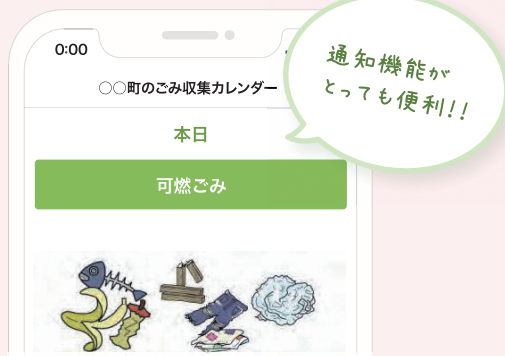 0:00
通知機能が
とっても便利!!
○○町のごみ収集カレンダー
本日
可燃ごみ